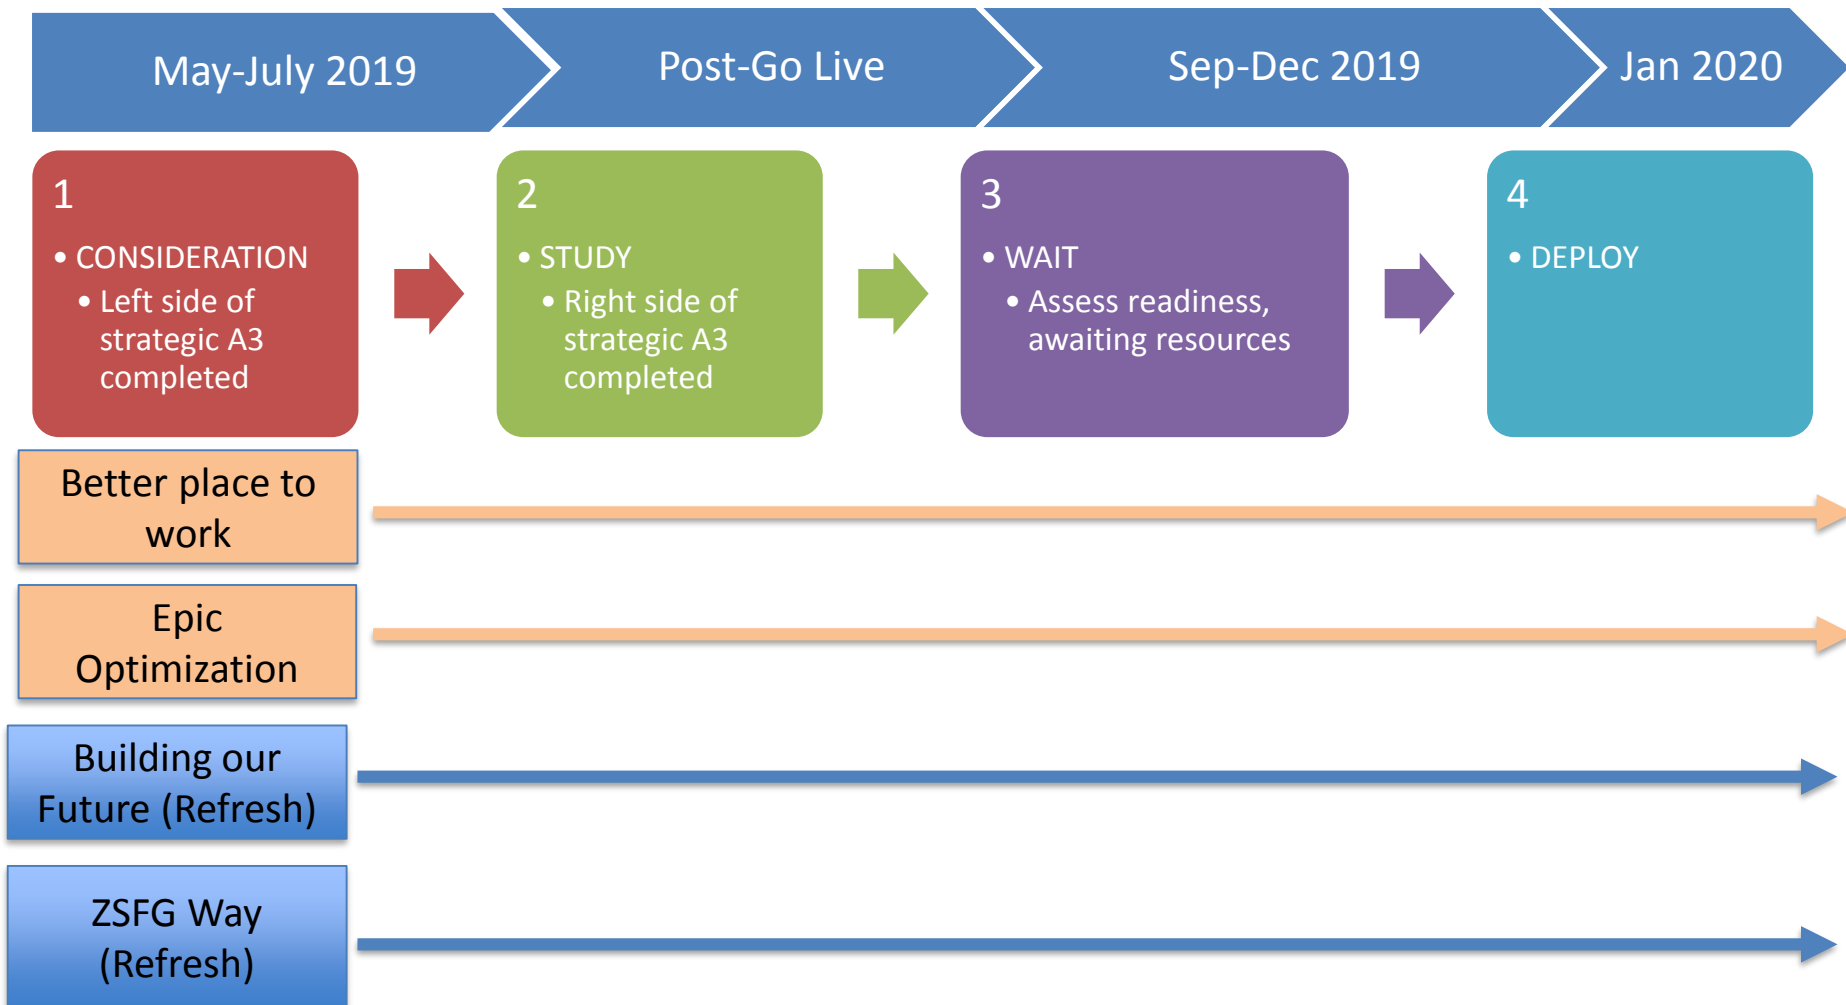 May-July 2019
Post-Go Live
Sep-Dec 2019
Jan 2020
1
• CONSIDERATION
• Left side of
strategic A3
completed
2
• STUDY
• Right side of
strategic A3
completed
3
• WAIT
• Assess readiness,
awaiting resources
4
• DEPLOY
Better place to
work
Epic
Optimization
Building our
Future (Refresh)
ZSFG Way
(Refresh)